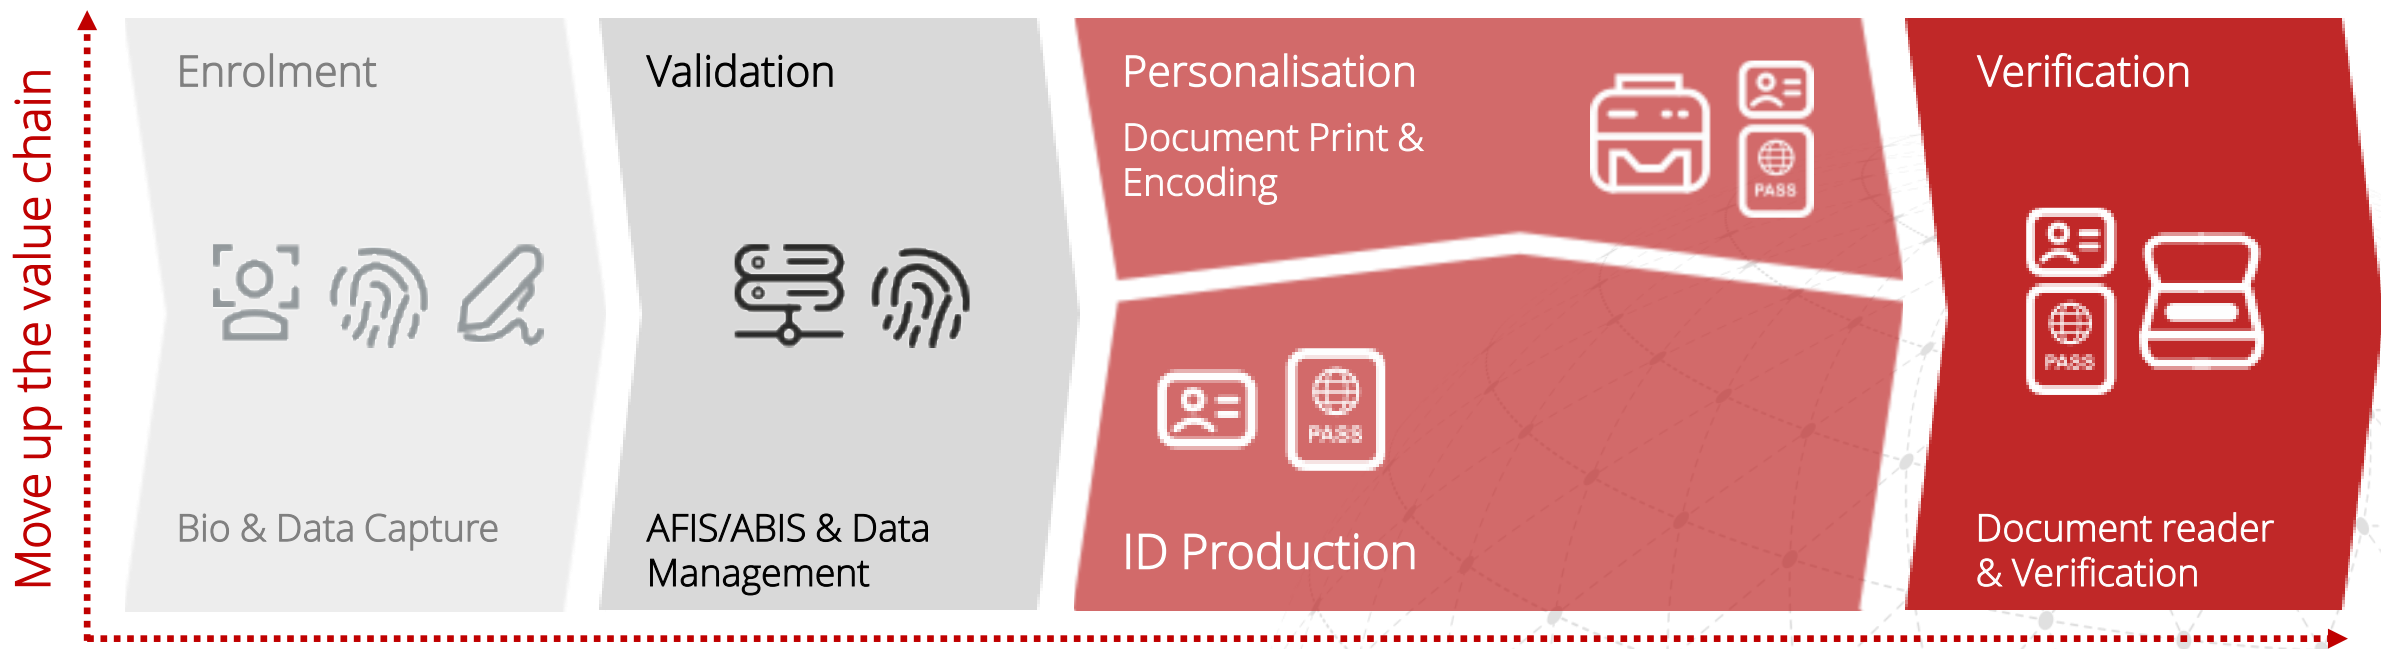 Move up the value chain
Enrolment
Bio & Data Capture
Validation
AFIS/ABIS & Data
Management
Personalisation
Document Print &
Encoding
PASS
PASS
ID Production
Verification
PASS
Document reader
& Verification